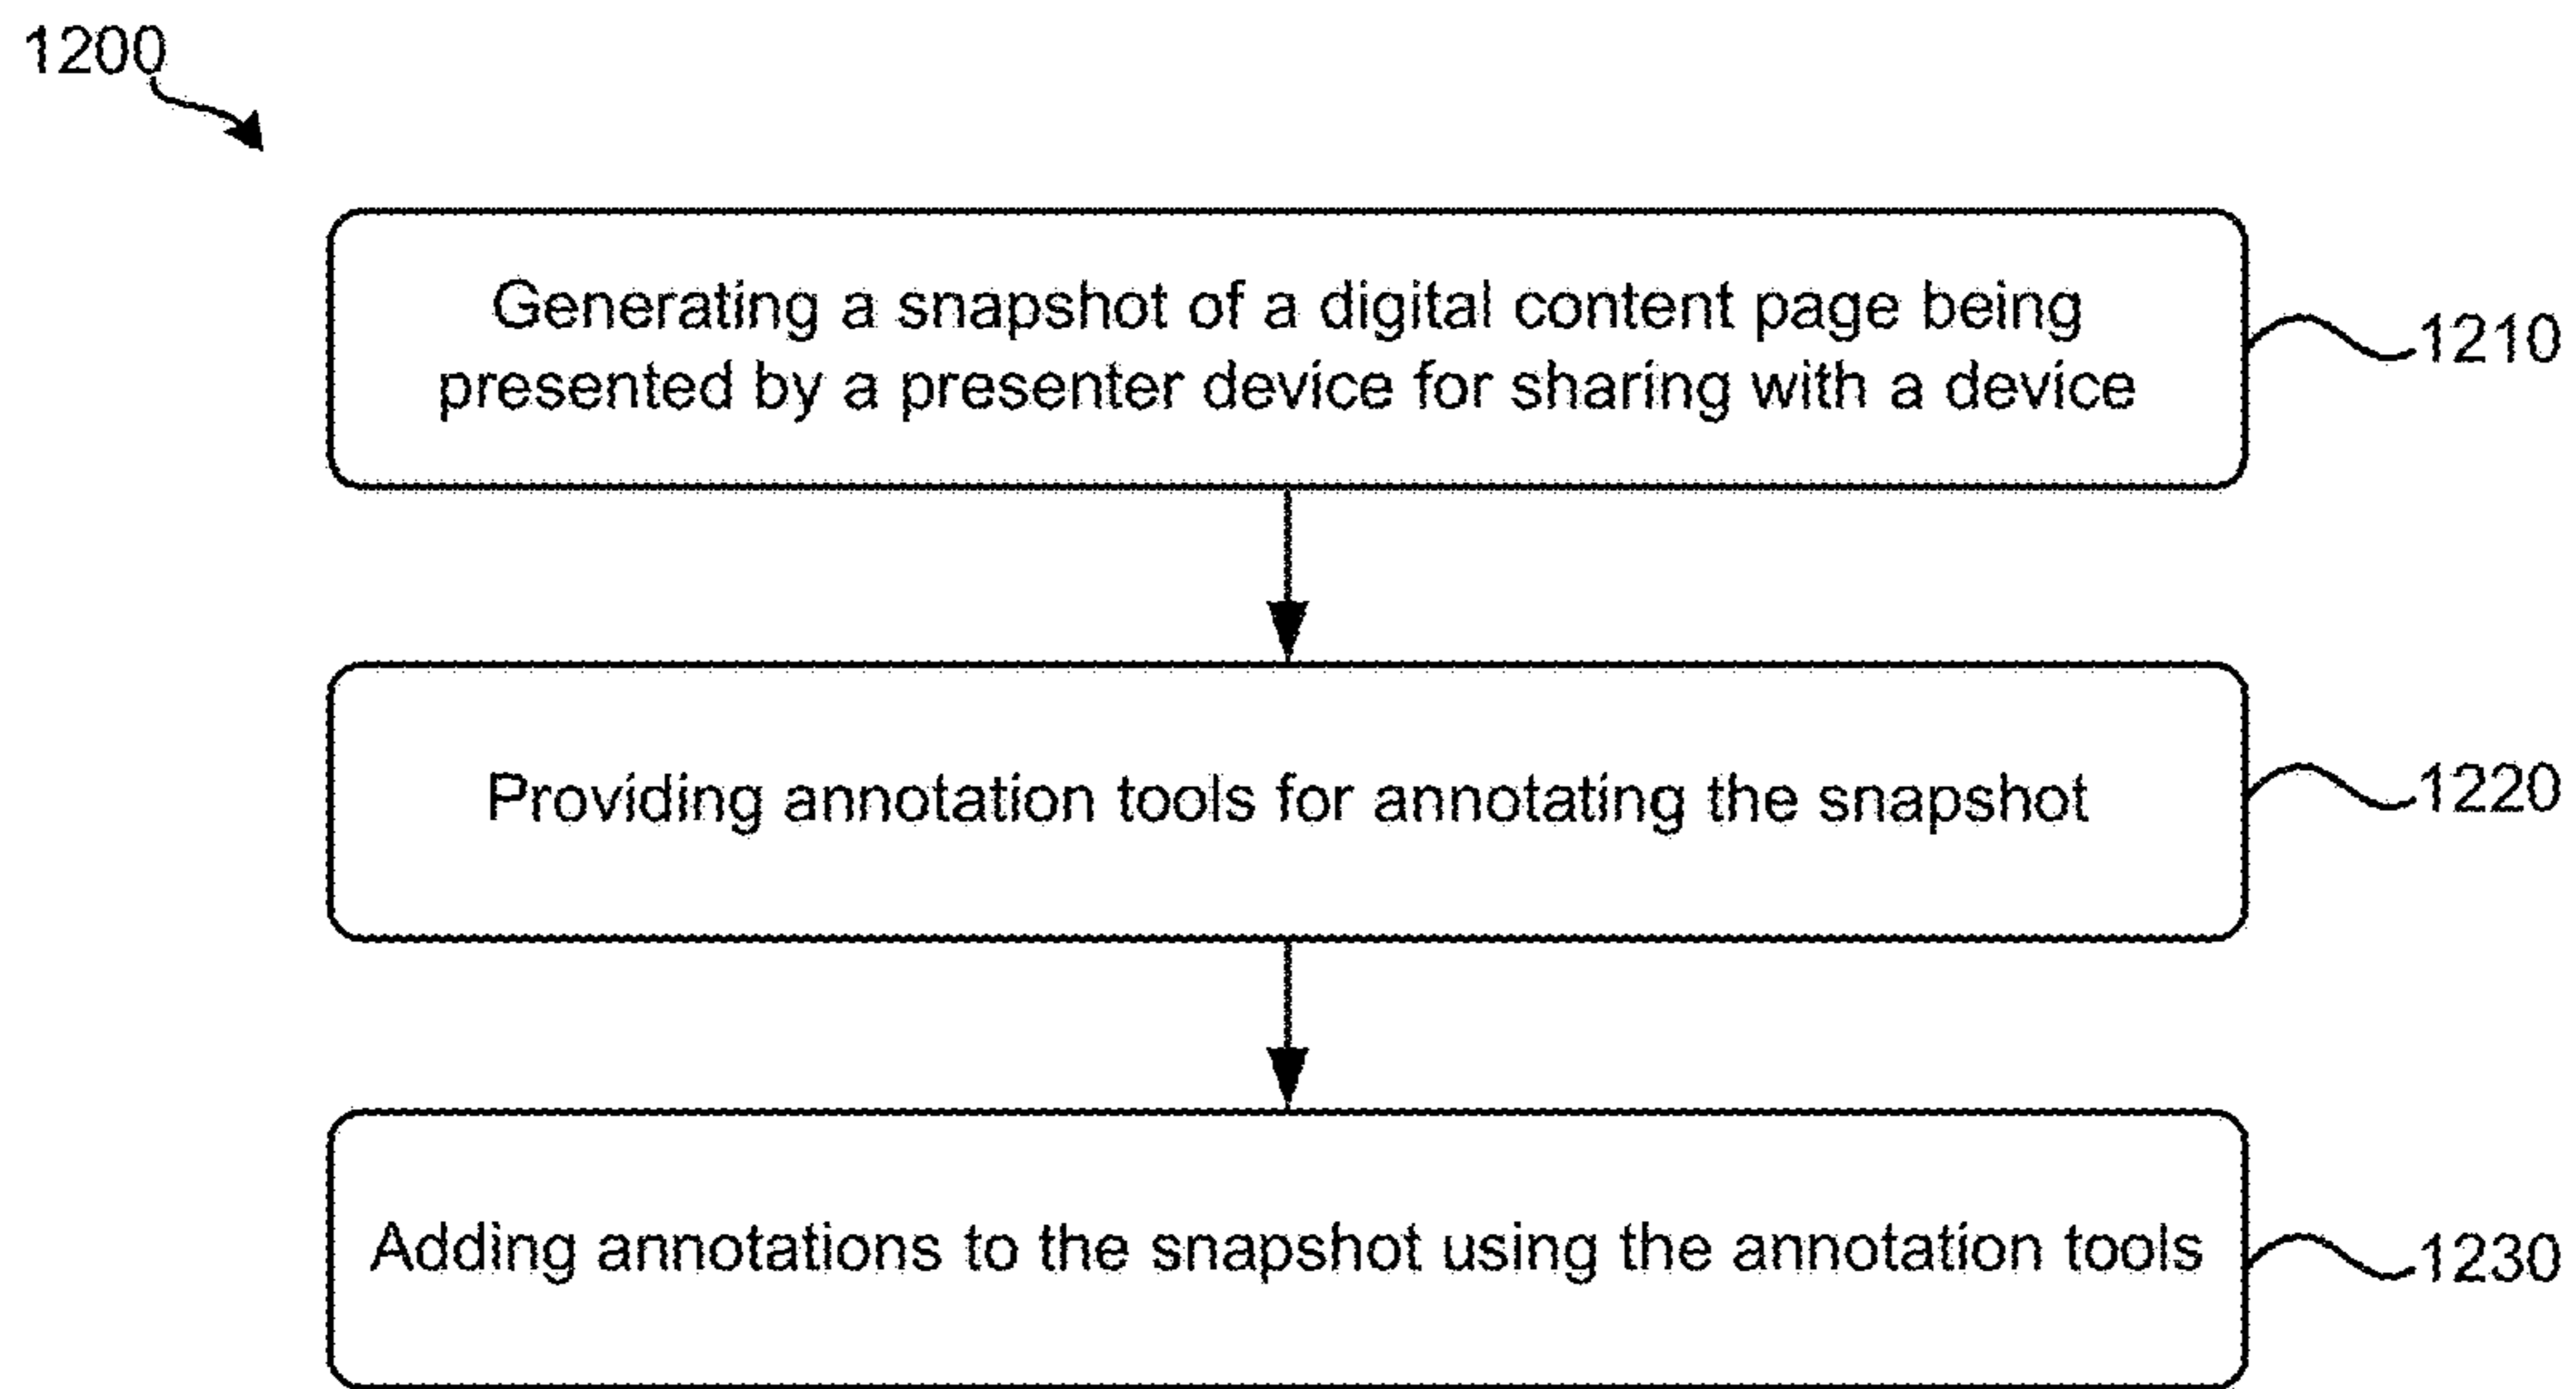 1200
Generating a snapshot of a digital content page being
presented by a presenter device for sharing with a device
1210
Providing annotation tools for annotating the snapshot
1220
Adding annotations to the snapshot using the annotation tools
1230